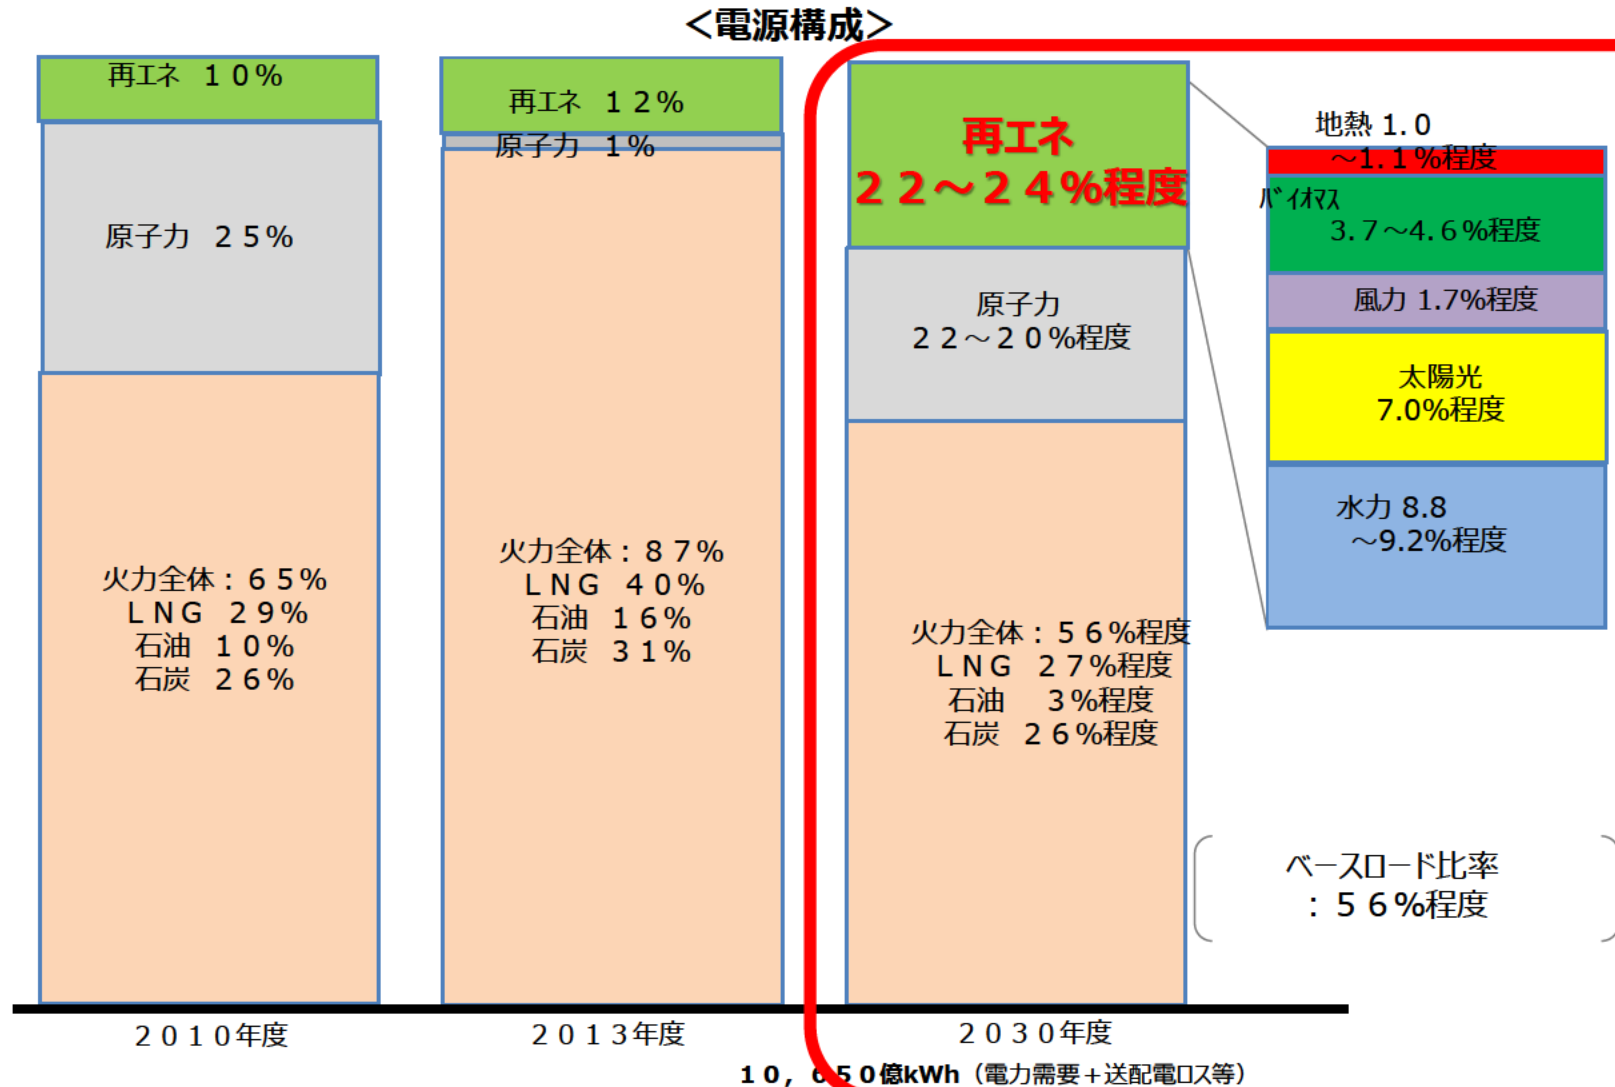 ＜電源構成＞
再エネ １０％
原子力 ２５％
火力全体：６５％
ＬＮＧ ２９％
石油 １０％
石炭 ２６％
２０１０年度
再エネ １２％
原子力 １％
火力全体：８７％
ＬＮＧ ４０％
石油 １６％
石炭 ３１％
２０１３年度
再エネ
２２～２４％程度
原子力
２２～２０％程度
火力全体：５６％程度
ＬＮＧ ２７％程度
石油 ３％程度
石炭 ２６％程度
２０３０年度
地熱 1.0
～1.1％程度
ﾊﾞｲｵﾏｽ
3.7～4.6％程度
風力 1.7%程度
太陽光
7.0%程度
水力 8.8
～9.2%程度
ベースロード比率
：５６％程度
１０，６５０億kWh（電力需要＋送配電ロス等）